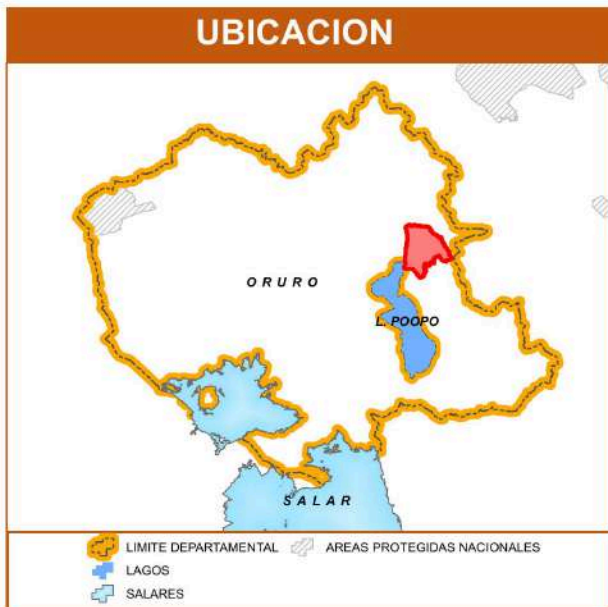 UBICACION
ORURO
L. POOPO
SALAR
LIMITE DEPARTAMENTAL
AREAS PROTEGIDAS NACIONALES
LAGOS
SALARES